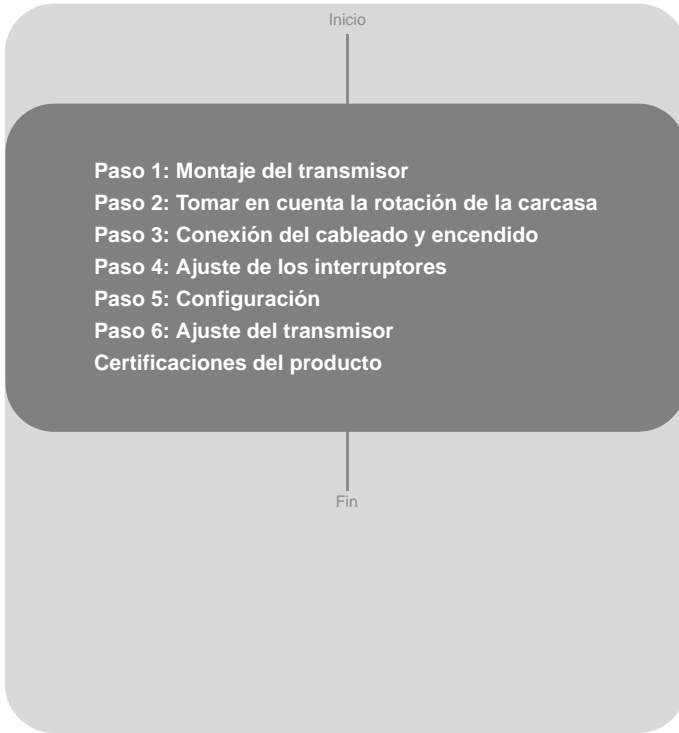 Inicio
Paso 1: Montaje del transmisor
Paso 2: Tomar en cuenta la rotación de la carcasa
Paso 3: Conexión del cableado y encendido
Paso 4: Ajuste de los interruptores
Paso 5: Configuración
Paso 6: Ajuste del transmisor
Certificaciones del producto
Fin